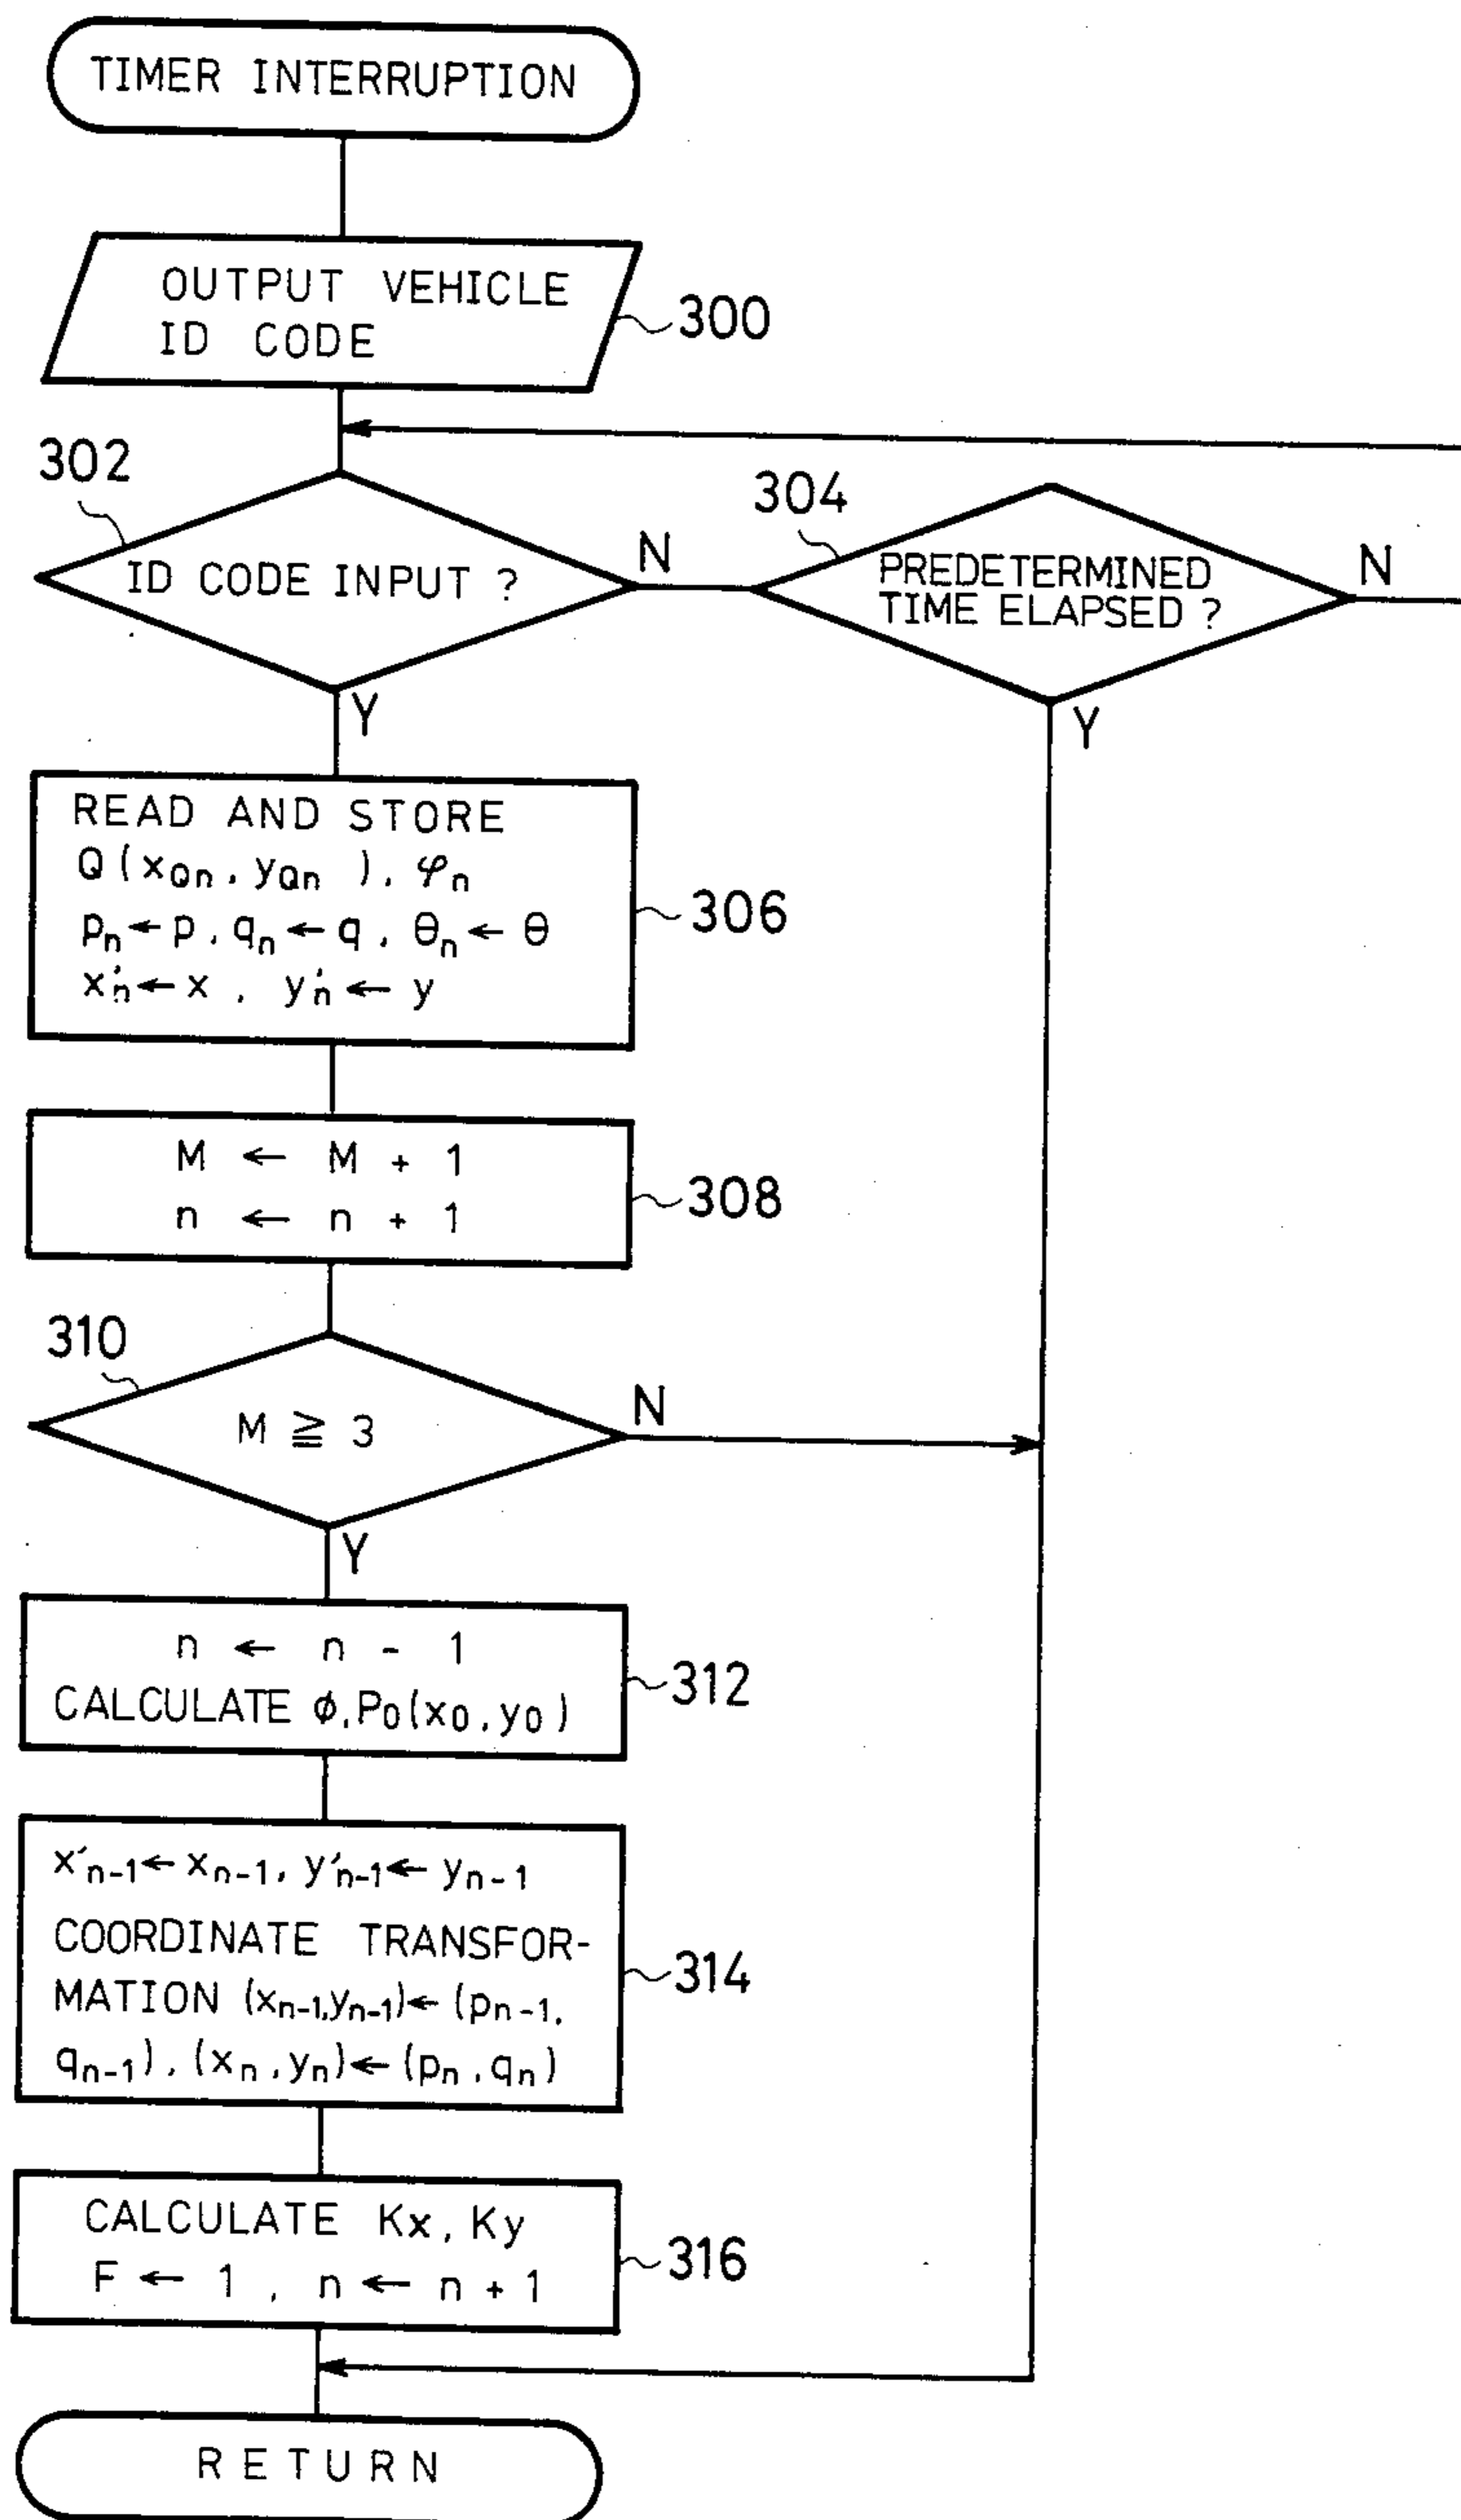 TIMER INTERRUPTION
OUTPUT VEHICLE
ID CODE
300
302
ID CODE INPUT ?
N
Y
304
PREDETERMINED
TIME ELAPSED ?
N
Y
READ AND STORE
Q(xQn, yQn), φn
pn←p, qn←q, θn←θ
x'n←x, y'n←y
306
M ← M + 1
n ← n + 1
308
310
M ≧ 3
N
Y
n ← n - 1
CALCULATE ϕ, P0(x0, y0)
312
x'n-1←xn-1, y'n-1←yn-1
COORDINATE TRANSFOR-
MATION (xn-1,yn-1)←(pn-1,
qn-1), (xn, yn)←(pn, qn)
314
CALCULATE Kx, Ky
F ← 1, n ← n + 1
316
RETURN